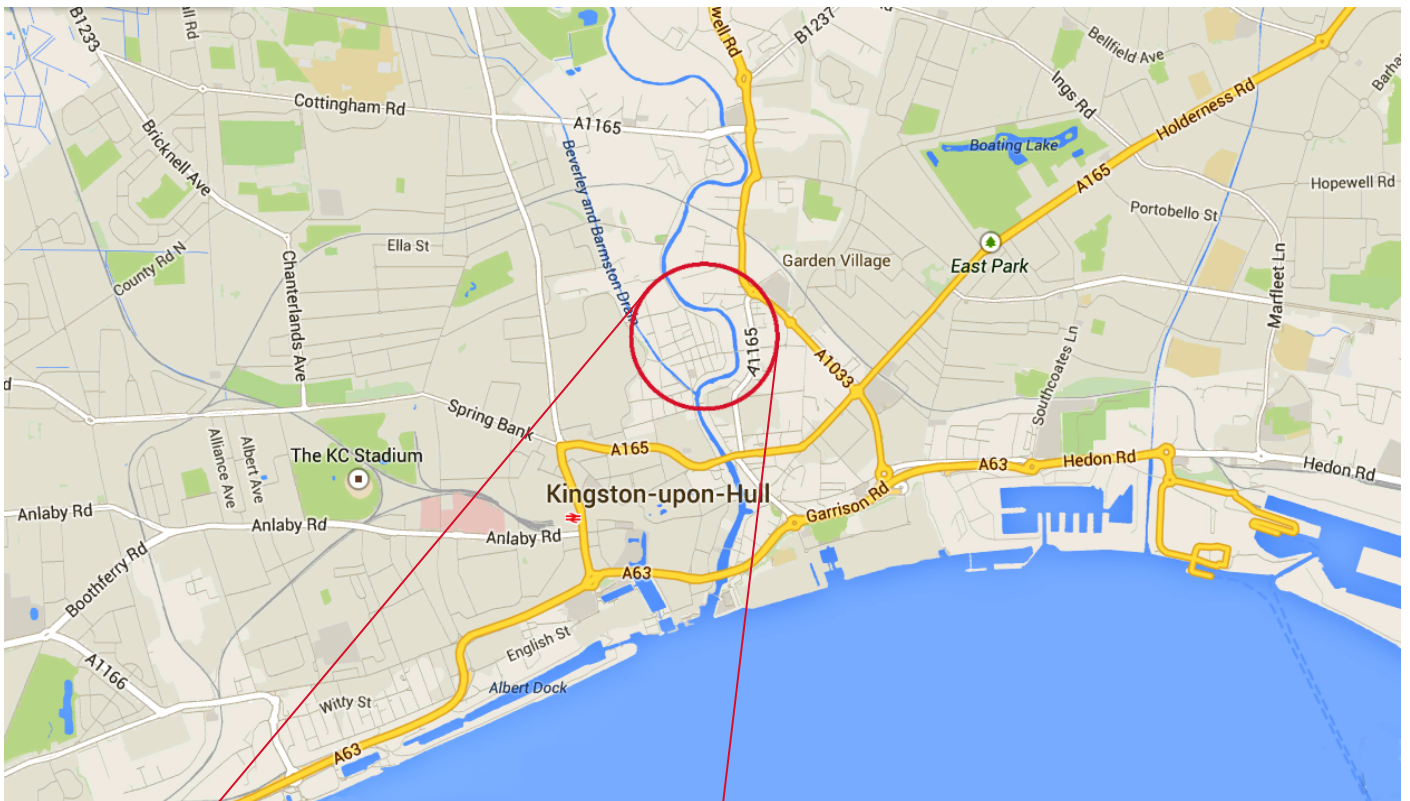 B1233
all Rd
well Rd
B1237
Rd
Bellfield Ave
Ings Rd
Barha
Cottingham Rd
A1165
Holderness Rd
Bricknell Ave
Beverley and Barmston Drain
Boating Lake
A165
Hopewell Rd
Portobello St
County Rd N
Ella St
Garden Village
East Park
Chanterlands Ave
Marfleet Ln
A1165
A1033
Southcoates Ln
d
Spring Bank
Alliance Ave
Albert Ave
The KC Stadium
A165
A63
Hedon Rd
Hedon Rd
Kingston-upon-Hull
Garrison Rd
Anlaby Rd
Anlaby Rd
Anlaby Rd
Boothferry Rd
A63
English St
A1166
Witty St
Albert Dock
A63